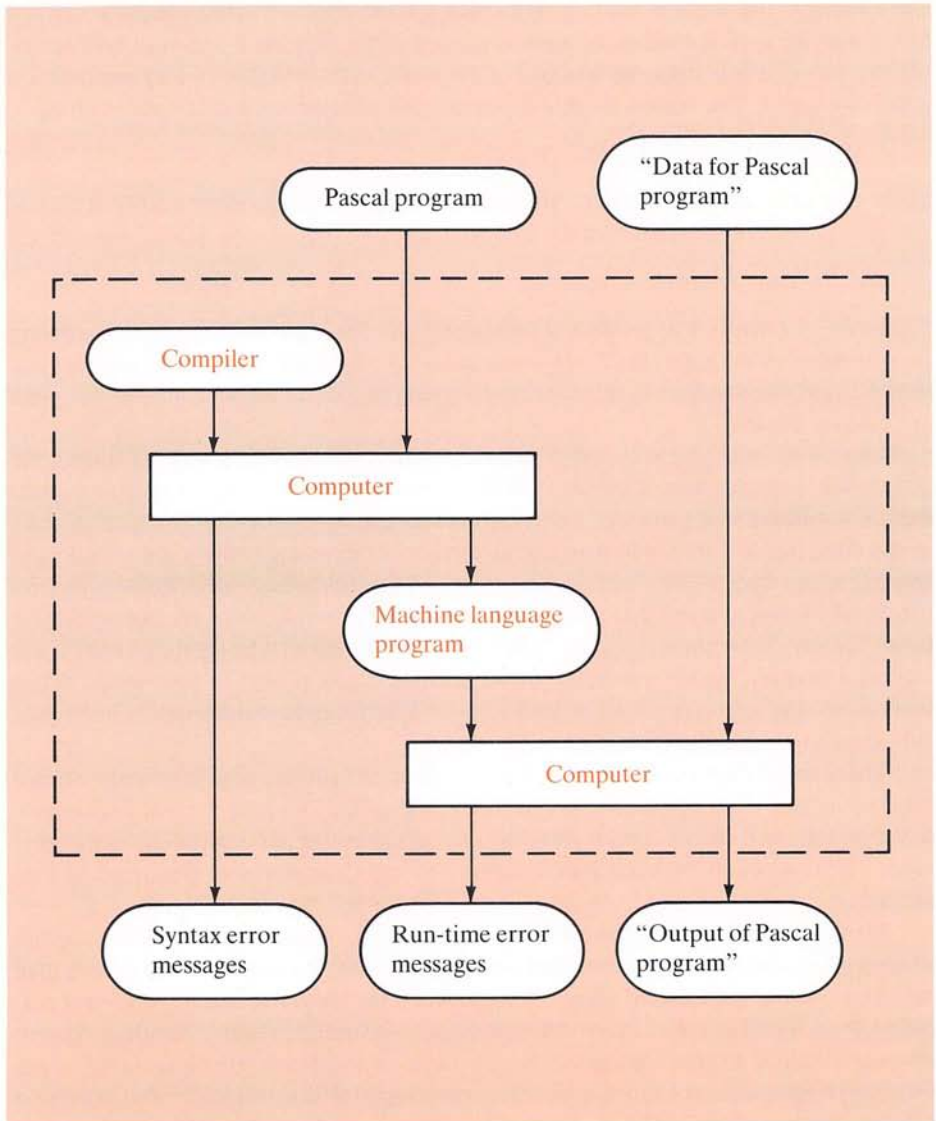 Pascal program
“Data for Pascal
program”
Compiler
Computer
Machine language
program
Computer
Syntax error
messages
Run-time error
messages
“Output of Pascal
program”